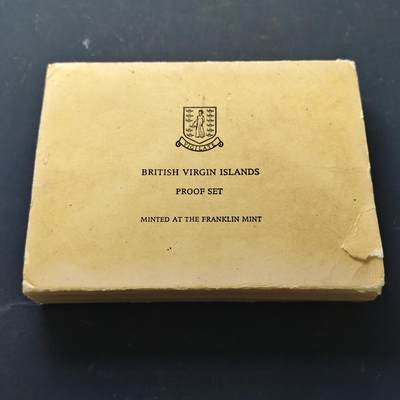 VIGILATE
BRITISH VIRGIN ISLANDS
PROOF SET
MINTED AT THE FRANKLIN MINT